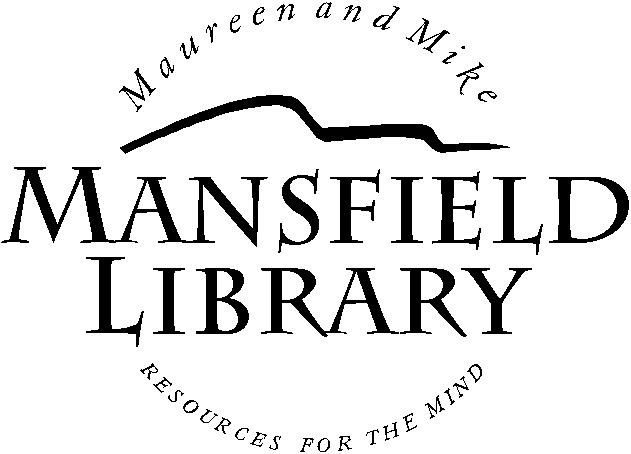 Maureen and Mike
MANSFIELD
LIBRARY
RESOURCES FOR THE MIND